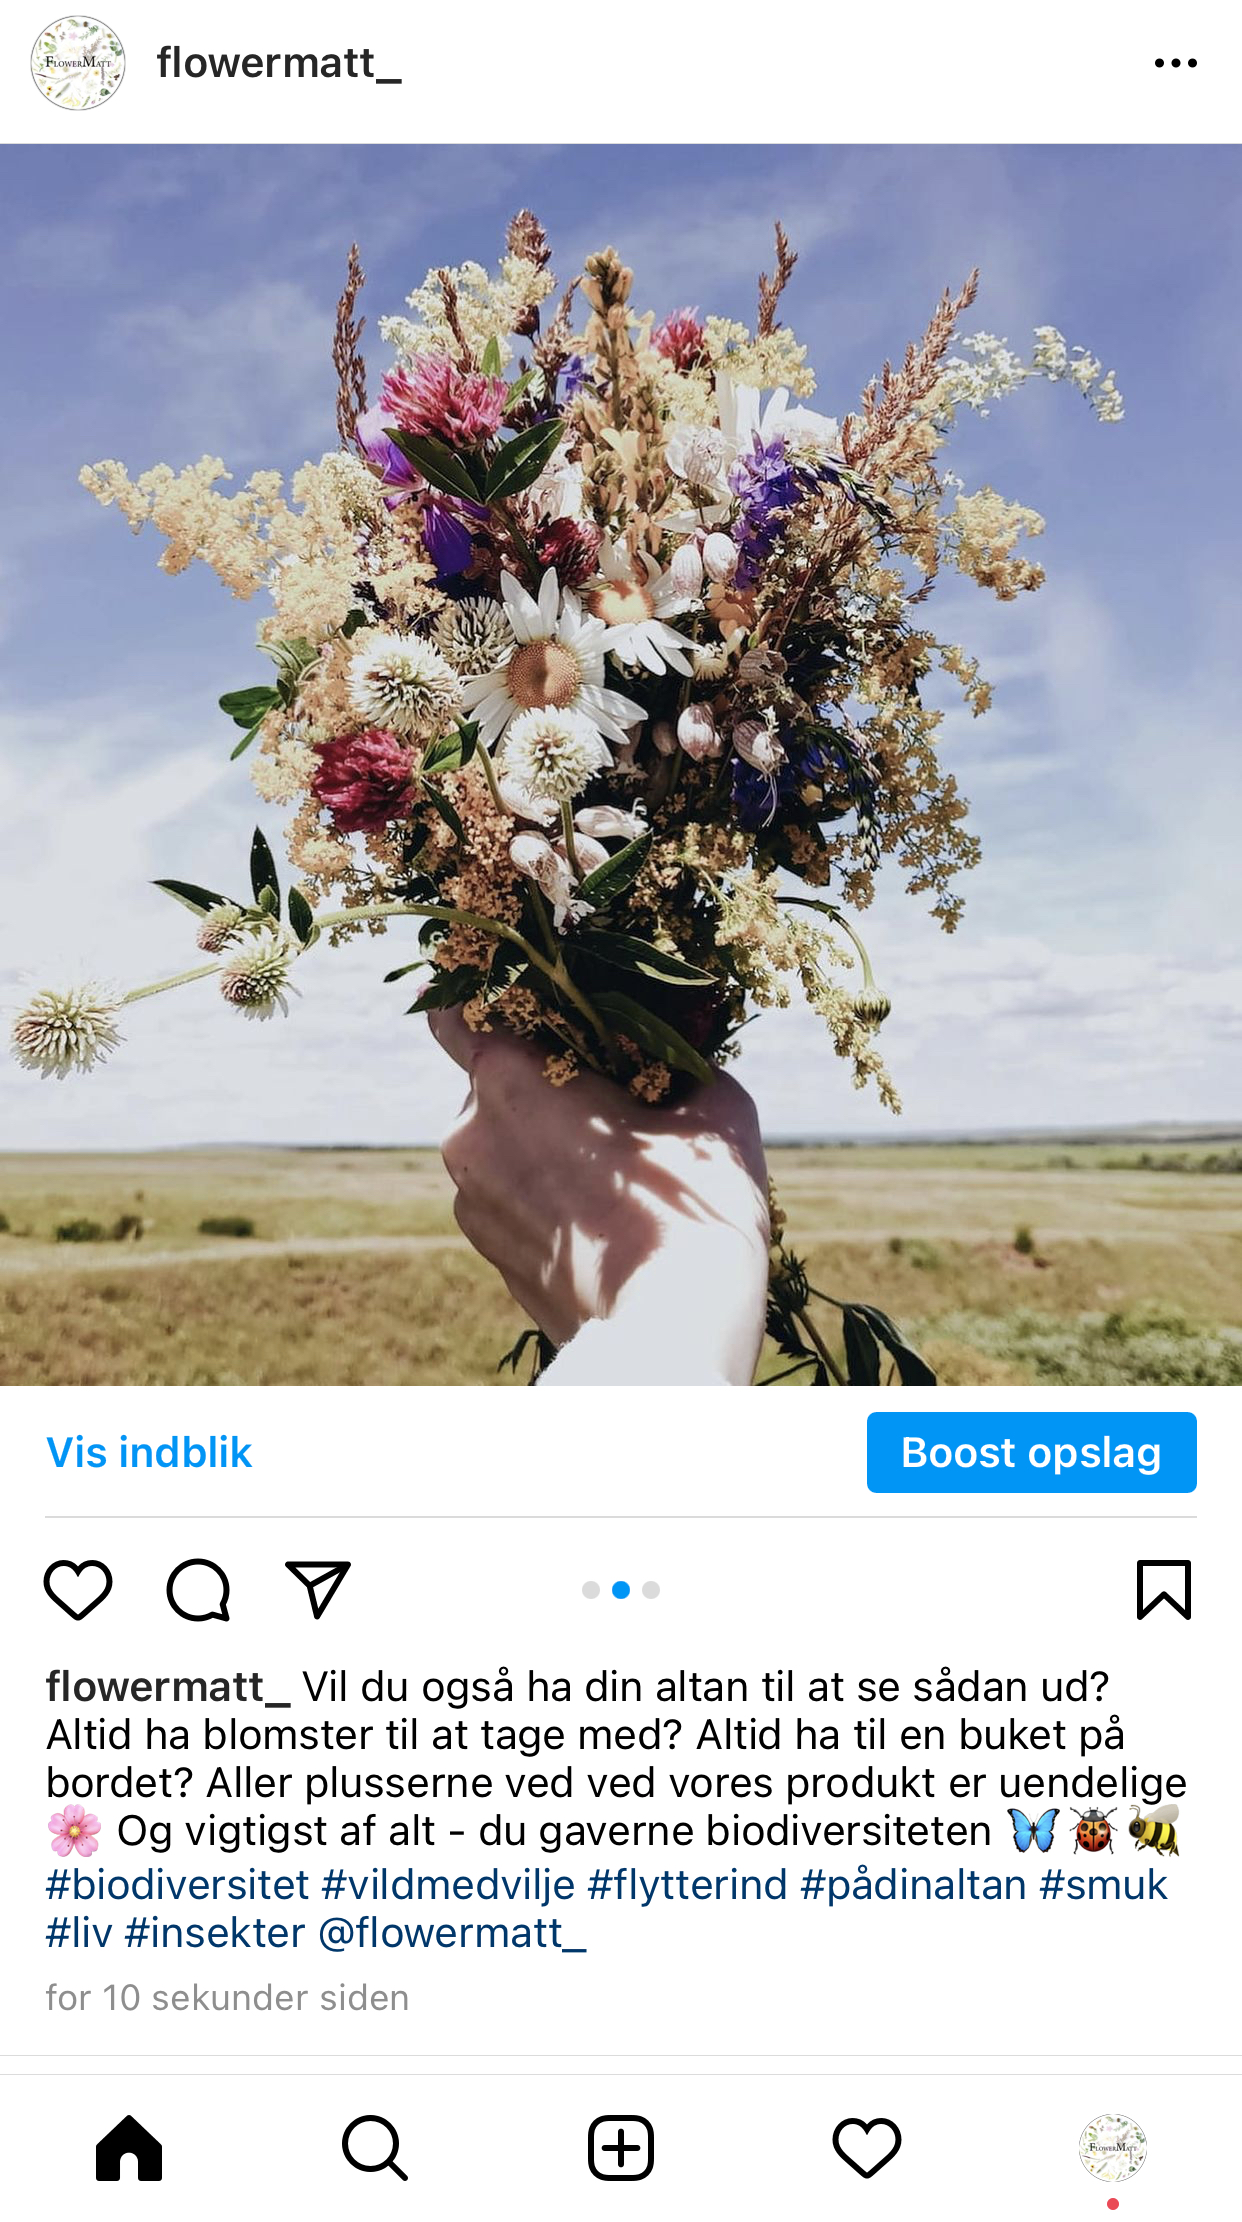 FLOWERMATT
flowermatt_
Vis indblik
Boost opslag
flowermatt_ Vil du også ha din altan til at se sådan ud?
Altid ha blomster til at tage med? Altid ha til en buket på
bordet? Aller plusserne ved ved vores produkt er uendelige
🌸 Og vigtigst af alt - du gaverne biodiversiteten 🦋🐞🐝
#biodiversitet #vildmedvilje #flytterind #pådinaltan #smuk
#liv #insekter @flowermatt_
for 10 sekunder siden
FLOWERMATT